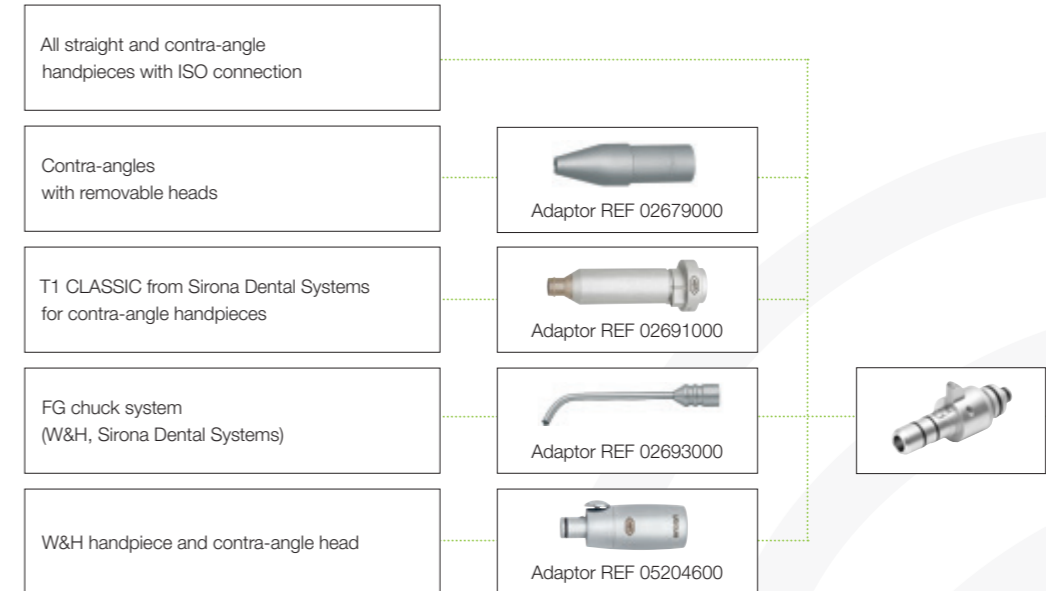 All straight and contra-angle
handpieces with ISO connection
Contra-angles
with removable heads
Adaptor REF 02679000
T1 CLASSIC from Sirona Dental Systems
for contra-angle handpieces
Adaptor REF 02691000
FG chuck system
(W&H, Sirona Dental Systems)
Adaptor REF 02693000
W&H handpiece and contra-angle head
Adaptor REF 05204600